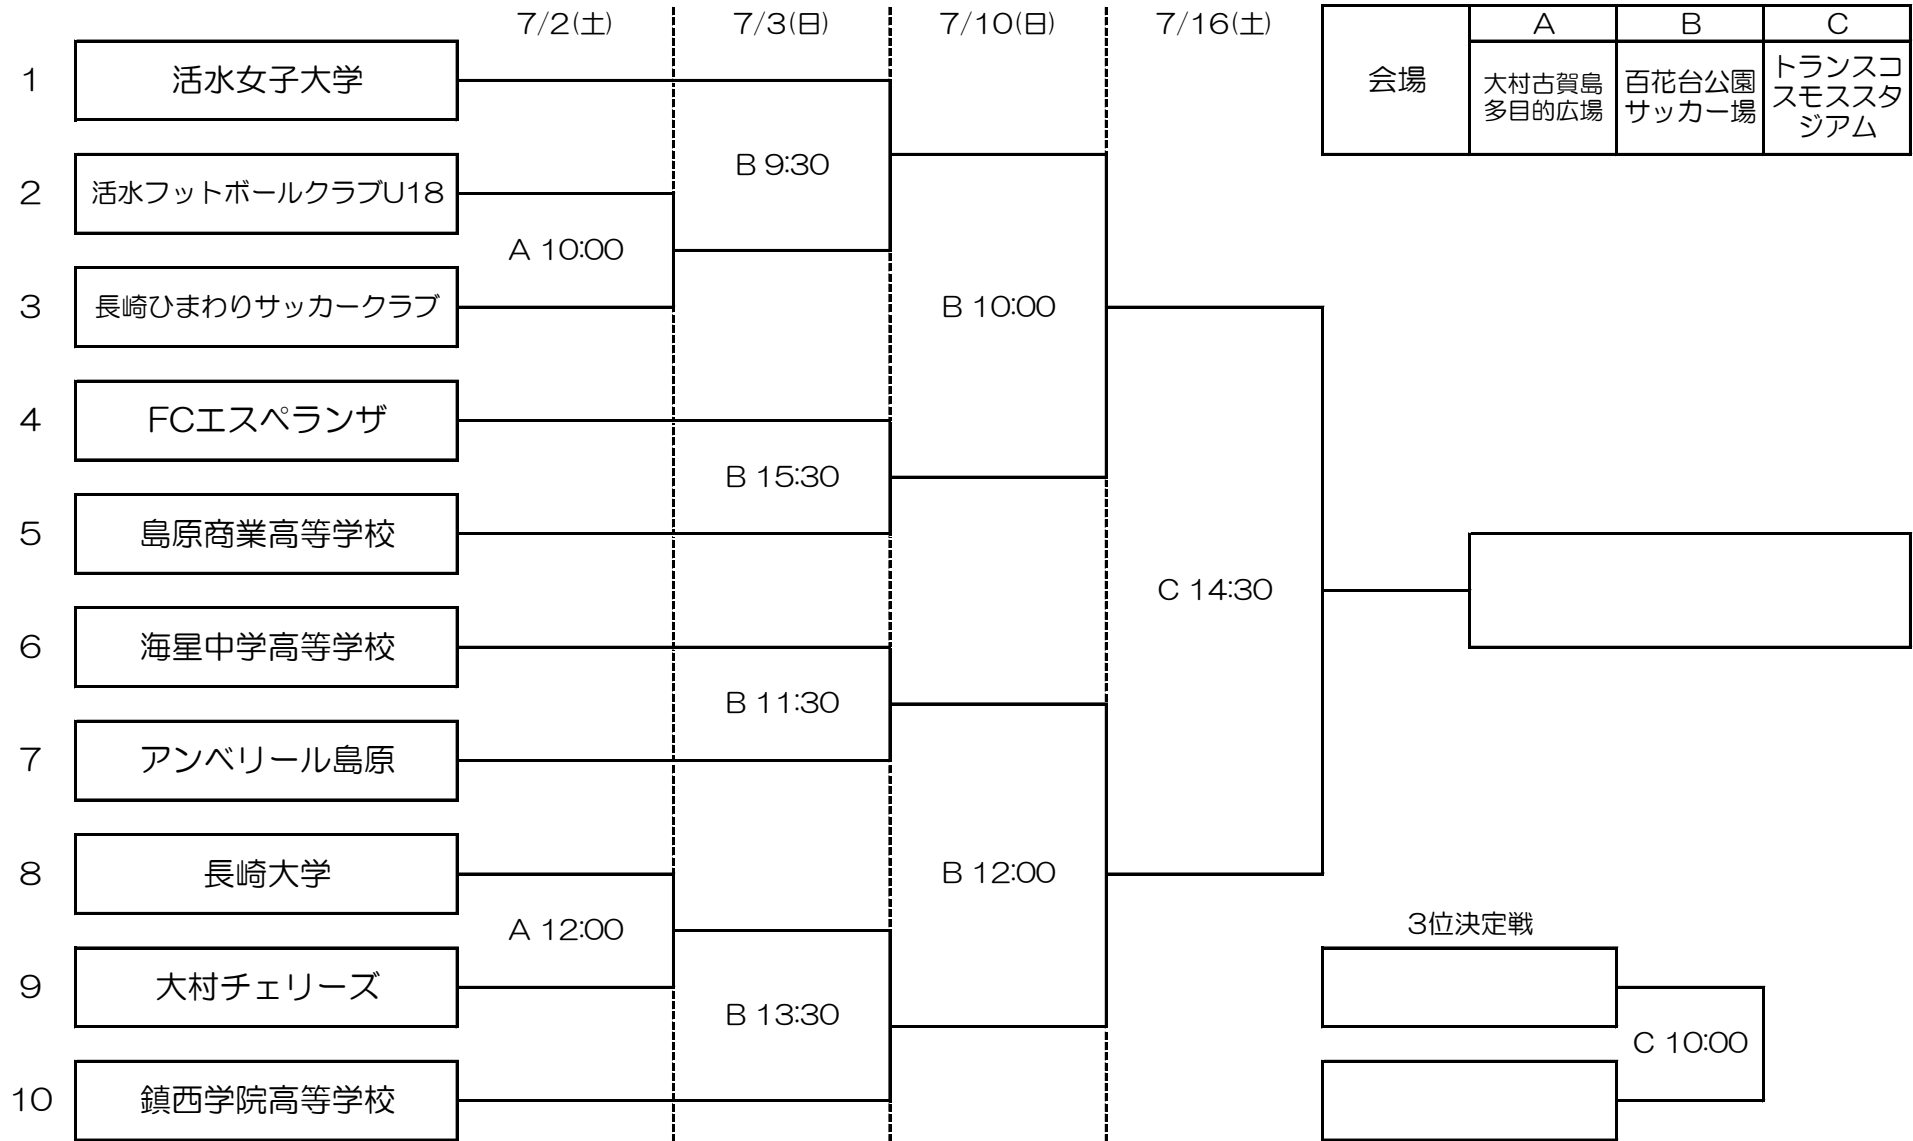 7/2(土) 7/3(日) 7/10(日) 7/16(土)
会場 A B C
大村古賀島
多目的広場
百花台公園
サッカー場
トランスコ
スモススタ
ジアム
1 活水女子大学
B 9:30
2 活水フットボールクラブU18
A 10:00
3 長崎ひまわりサッカークラブ
B 10:00
4 FCエスペランザ
B 15:30
5 島原商業高等学校
C 14:30
6 海星中学高等学校
B 11:30
7 アンベリール島原
8 長崎大学
B 12:00
A 12:00
3位決定戦
9 大村チェリーズ
B 13:30
C 10:00
10 鎮西学院高等学校